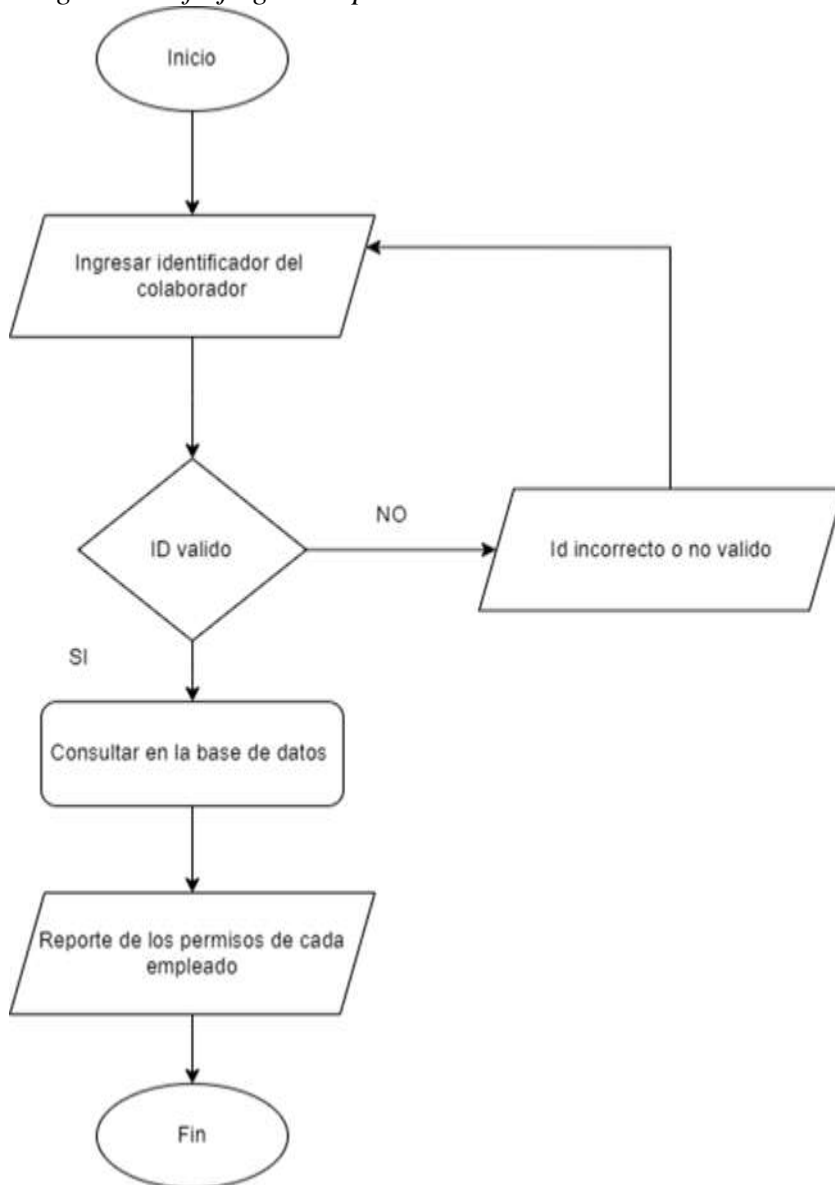 Inicio
Ingresar identificador del
colaborador
ID valido
NO
Id incorrecto o no valido
SI
Consultar en la base de datos
Reporte de los permisos de cada
empleado
Fin